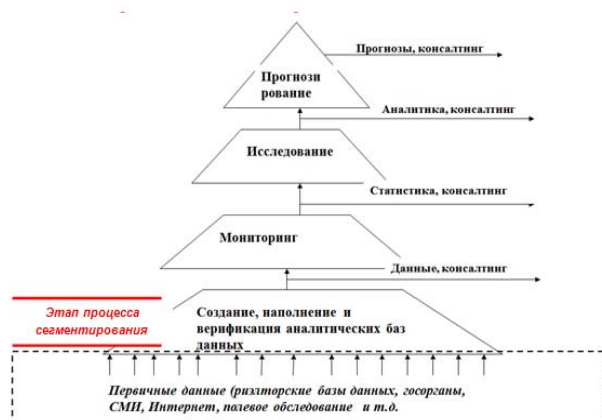 Прогнозы, консалтинг
Прогнози
рование
Аналитика, консалтинг
Исследование
Статистика, консалтинг
Мониторинг
Данные, консалтинг
Этап процесса
сегментирования
Создание, наполнение и
верификация аналитических баз
данных
Первичные данные (риэлторские базы данных, госорганы,
СМИ, Интернет, полевое обследование и т.д.